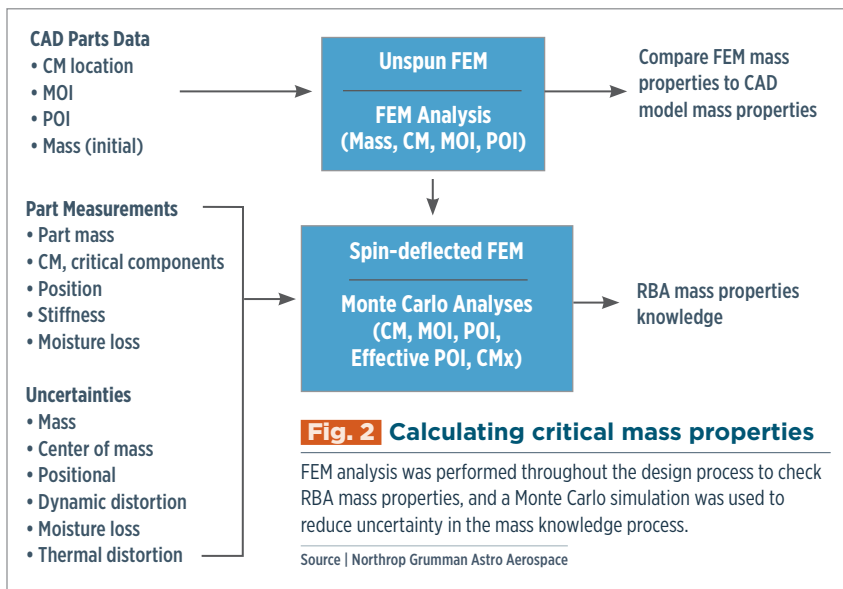 CAD Parts Data
• CM location
• MOI
• POI
• Mass (initial)
Unspun FEM
FEM Analysis
(Mass, CM, MOI, POI)
Compare FEM mass
properties to CAD
model mass properties
Part Measurements
• Part mass
• CM, critical components
• Position
• Stiffness
• Moisture loss
Uncertainties
• Mass
• Center of mass
• Positional
• Dynamic distortion
• Moisture loss
• Thermal distortion
Spin-deflected FEM
Monte Carlo Analyses
(CM, MOI, POI,
Effective POI, CMx)
RBA mass properties
knowledge
Fig. 2 Calculating critical mass properties
FEM analysis was performed throughout the design process to check
RBA mass properties, and a Monte Carlo simulation was used to
reduce uncertainty in the mass knowledge process.
Source | Northrop Grumman Astro Aerospace